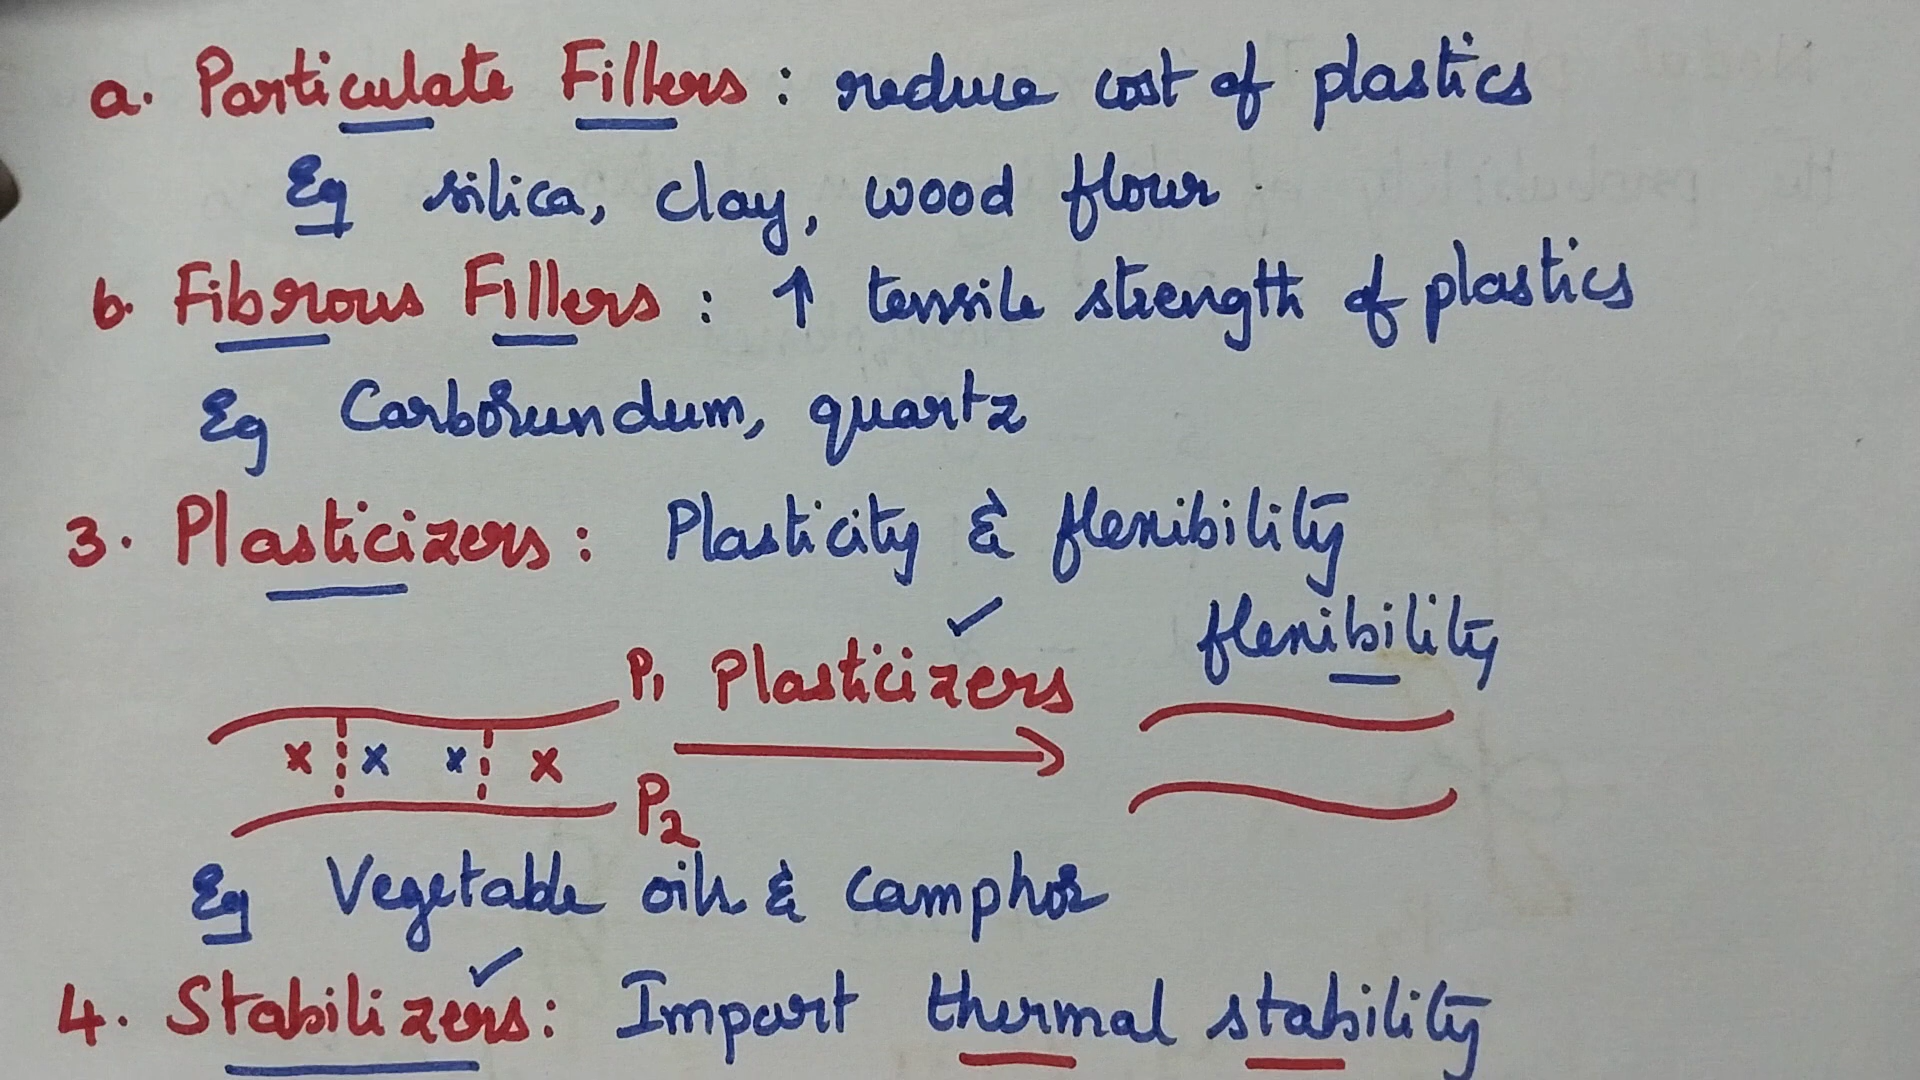 a. Particulate Fillers : reduce cost of plastics
Eg silica, clay, wood flour
b. Fibrous Fillers : ↑ tensile strength of plastics
Eg Carborundum, quartz
3. Plasticizers : Plasticity & flexibility
flexibility
P1 Plasticizers
x x x x
P2
Eg Vegetable oils & camphor
4. Stabilizers : Impart thermal stability